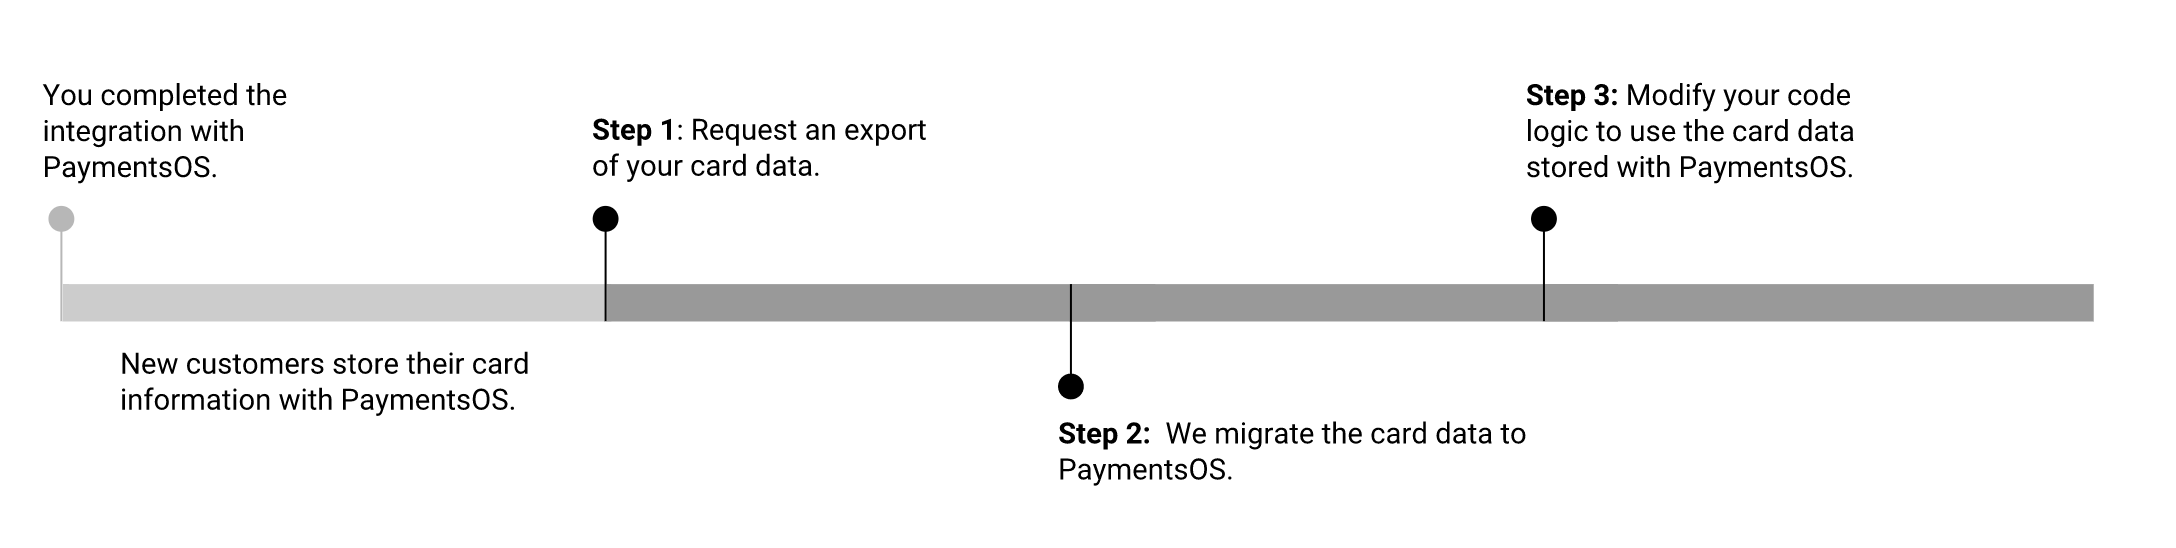 You completed the
integration with
PaymentsOS.
New customers store their card
information with PaymentsOS.
Step 1: Request an export
of your card data.
Step 2:  We migrate the card data to
PaymentsOS.
Step 3: Modify your code
logic to use the card data
stored with PaymentsOS.